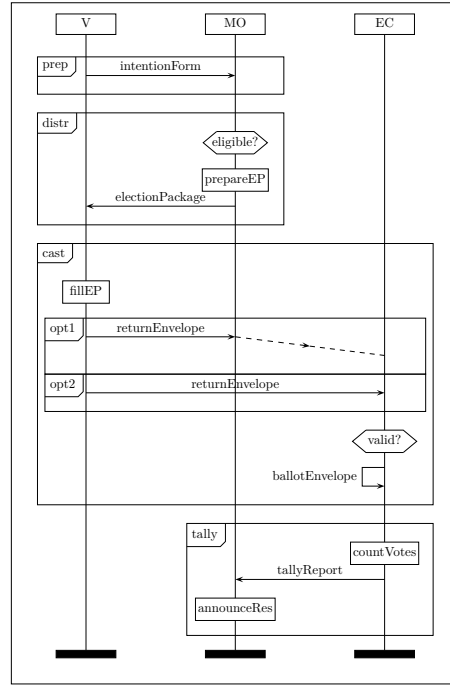 V MO EC
prep
intentionForm
distr
eligible?
prepareEP
electionPackage
cast
fillEP
opt1
returnEnvelope
opt2
returnEnvelope
valid?
ballotEnvelope
tally
countVotes
tallyReport
announceRes